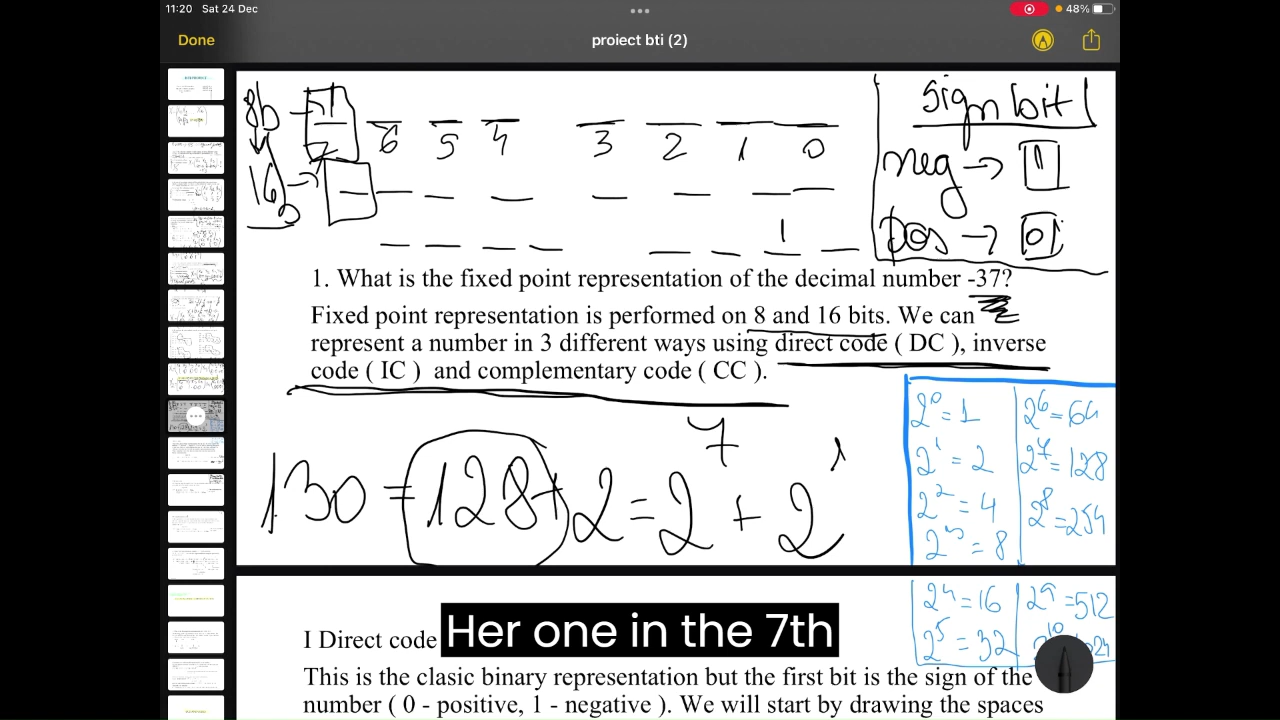 11:20 Sat 24 Dec
48%
Done
proiect bti (2)
8b
6 5 4 3 2 1 0
16b
1
sign bit
neg → 1
pos → 0
1. What is the fixed point representation of the decimal number -37?
Fixed point representation is performed on 8 and 16 bits. We can
represent a number in 3 different ways using direct code ( DC ), inverse
code ( IC ) and complementary code ( CC ).
130 = 128 + 2 = 2^7 + 2^1
2^0 = 1
2^1 = 2
2^2 = 4
2^3 = 8
2^4 = 16
2^5 = 32
2^6 = 64
2^7 = 128
2^8 = 254
2^9 = 512
I Direct code
Her one in the 7th
This is the classic binary representation but the first bit is the sign of the
number ( 0 - positive, 1 - negative ). We will start by drawing the spaces